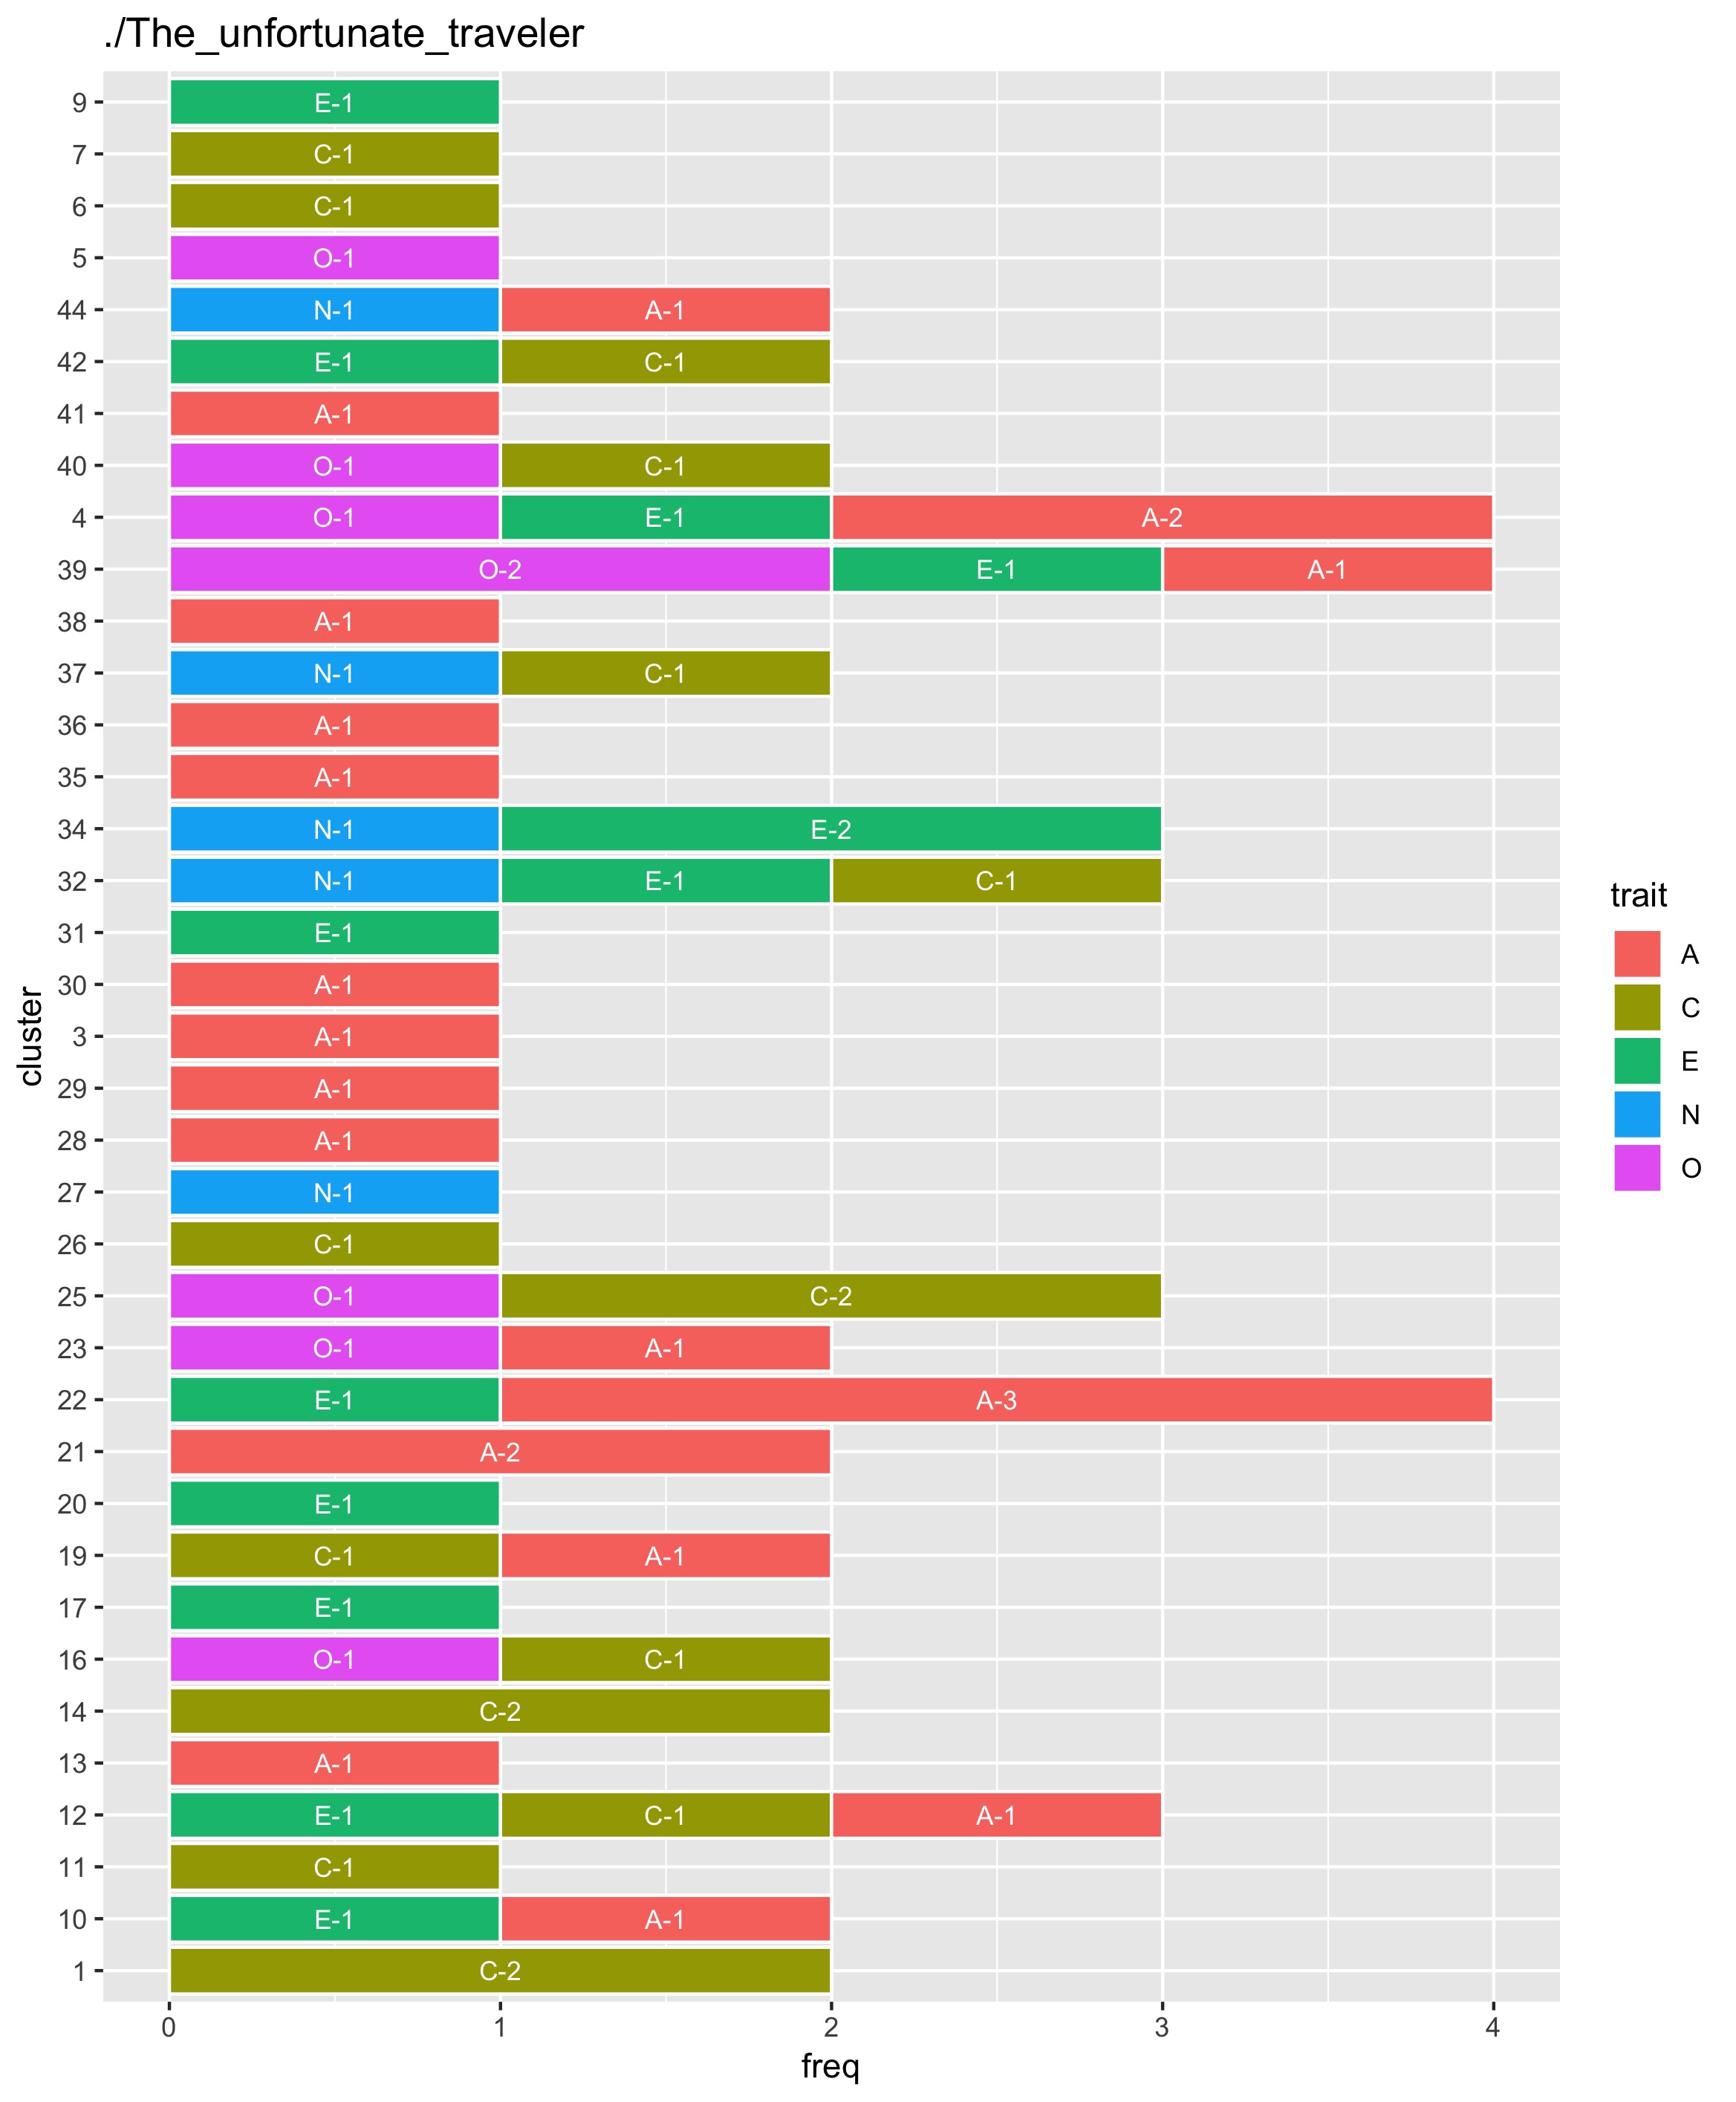 ./The_unfortunate_traveler
9 E-1
7 C-1
6 C-1
5 O-1
44 N-1 A-1
42 E-1 C-1
41 A-1
40 O-1 C-1
4 O-1 E-1 A-2
39 O-2 E-1 A-1
38 A-1
37 N-1 C-1
36 A-1
35 A-1
34 N-1 E-2
32 N-1 E-1 C-1
31 E-1
30 A-1
3 A-1
29 A-1
28 A-1
27 N-1
26 C-1
25 O-1 C-2
23 O-1 A-1
22 E-1 A-3
21 A-2
20 E-1
19 C-1 A-1
17 E-1
16 O-1 C-1
14 C-2
13 A-1
12 E-1 C-1 A-1
11 C-1
10 E-1 A-1
1 C-2
0 1 2 3 4
freq
cluster
trait
A
C
E
N
O